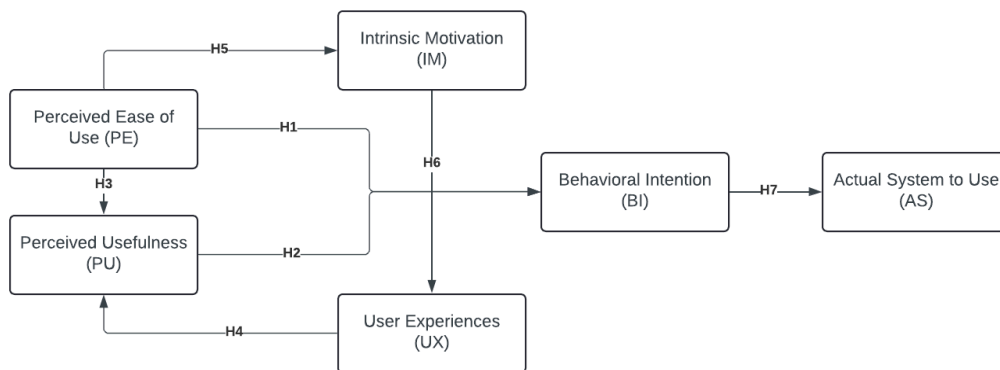 Intrinsic Motivation
(IM)
H5
Perceived Ease of
Use (PE)
H1
H3
H6
Behavioral Intention
(BI)
H7
Actual System to Use
(AS)
Perceived Usefulness
(PU)
H2
User Experiences
(UX)
H4